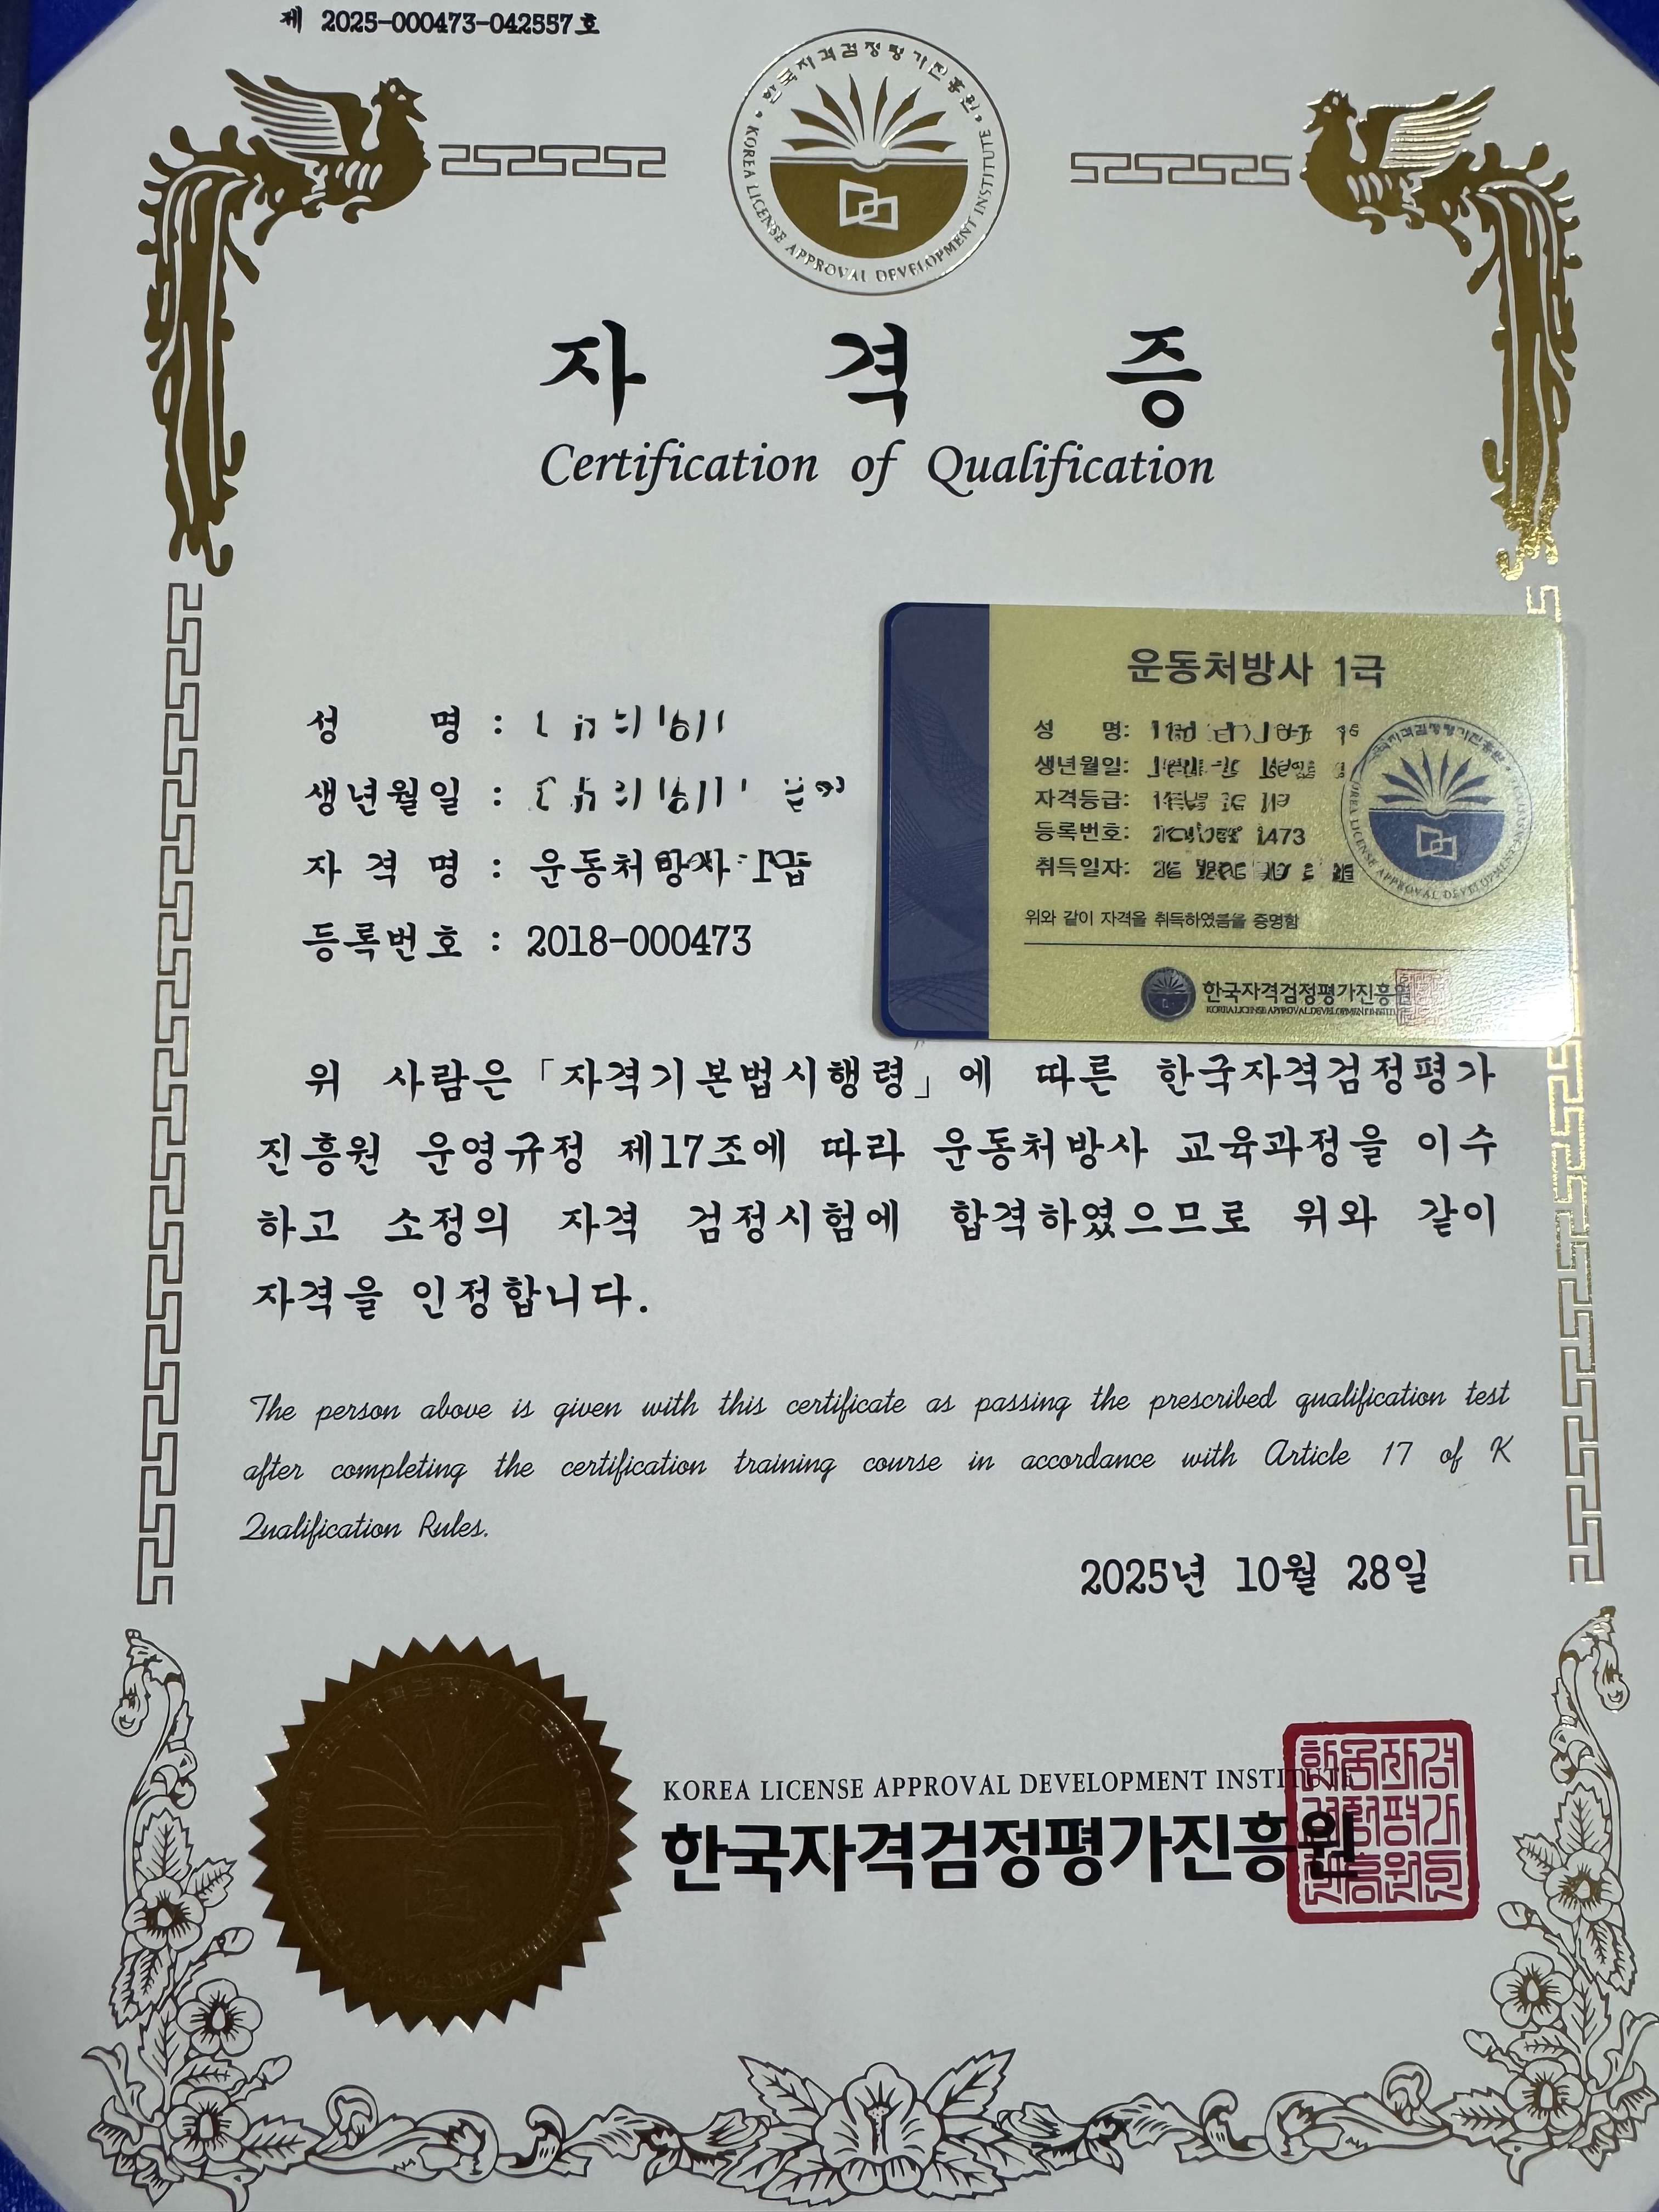 제 2025-000473-042557호
한국자격검정평가진흥원
KOREA LICENSE APPROVAL DEVELOPMENT INSTITUTE
자 격 증
Certification of Qualification
성 명 :
생년월일 :
자 격 명 : 운동처방사
등록번호 : 2018-000473
운동처방사 1급
성 명:
생년월일:
자격등급:
등록번호: 1473
취득일자:
위와 같이 자격을 취득하였음을 증명함
한국자격검정평가진흥원
KOREA LICENSE APPROVAL DEVELOPMENT
위 사람은 「자격기본법시행령」에 따른 한국자격검정평가
진흥원 운영규정 제17조에 따라 운동처방사 교육과정을 이수
하고 소정의 자격 검정시험에 합격하였으므로 위와 같이
자격을 인정합니다.
The person above is given with this certificate as passing the prescribed qualification test
after completing the certification training course in accordance with Article 17 of K
Qualification Rules.
2025년 10월 28일
KOREA LICENSE APPROVAL DEVELOPMENT INSTITUTE
한국자격검정평가진흥원